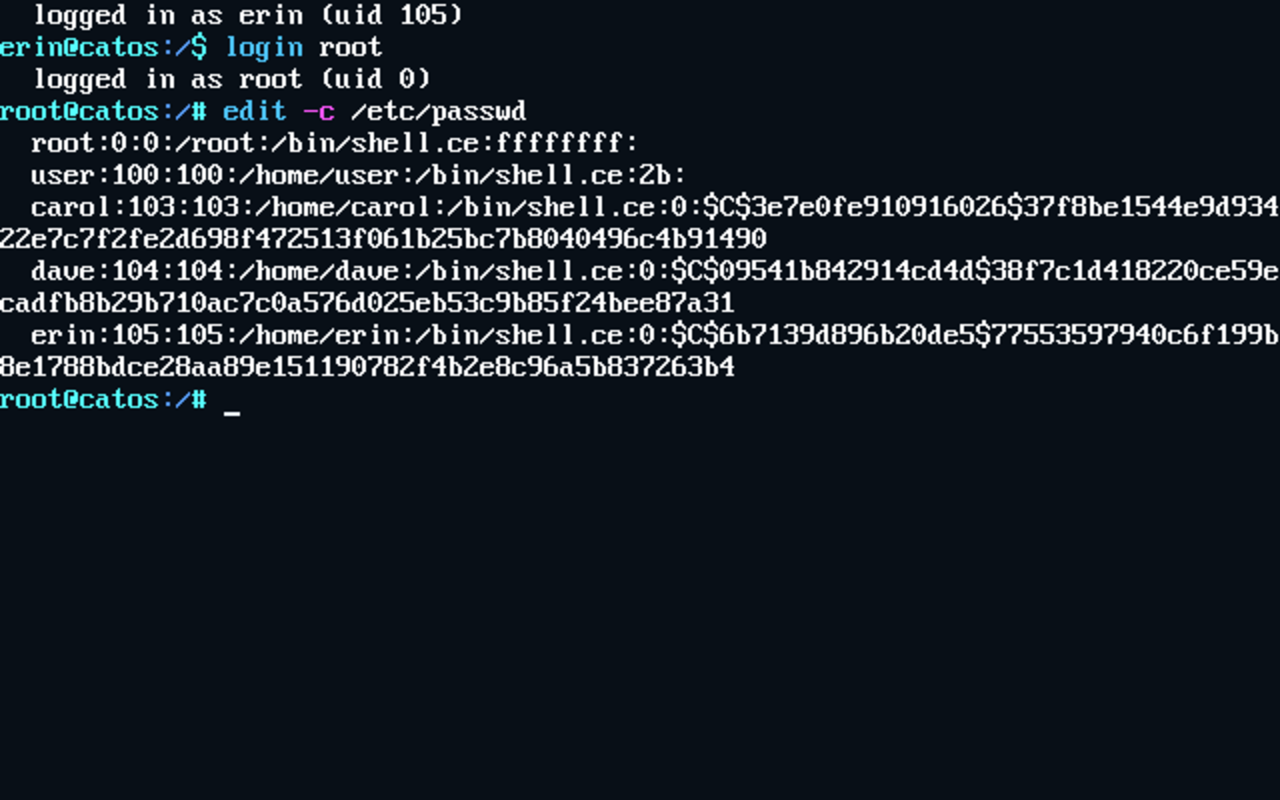 logged in as erin (uid 105)
erin@catos:/$ login root
logged in as root (uid 0)
root@catos:/# edit -c /etc/passwd
root:0:0:/root:/bin/shell.ce:ffffffff:
user:100:100:/home/user:/bin/shell.ce:2b:
carol:103:103:/home/carol:/bin/shell.ce:0:$C$3e7e0fe910916026$37f8be1544e9d934
22e7c7f2fe2d698f472513f061b25bc7b8040496c4b91490
dave:104:104:/home/dave:/bin/shell.ce:0:$C$09541b842914cd4d$38f7c1d418220ce59e
cadfb8b29b710ac7c0a576d025eb53c9b85f24bee87a31
erin:105:105:/home/erin:/bin/shell.ce:0:$C$6b7139d896b20de5$77553597940c6f199b
8e1788bdce28aa89e151190782f4b2e8c96a5b837263b4
root@catos:/# _